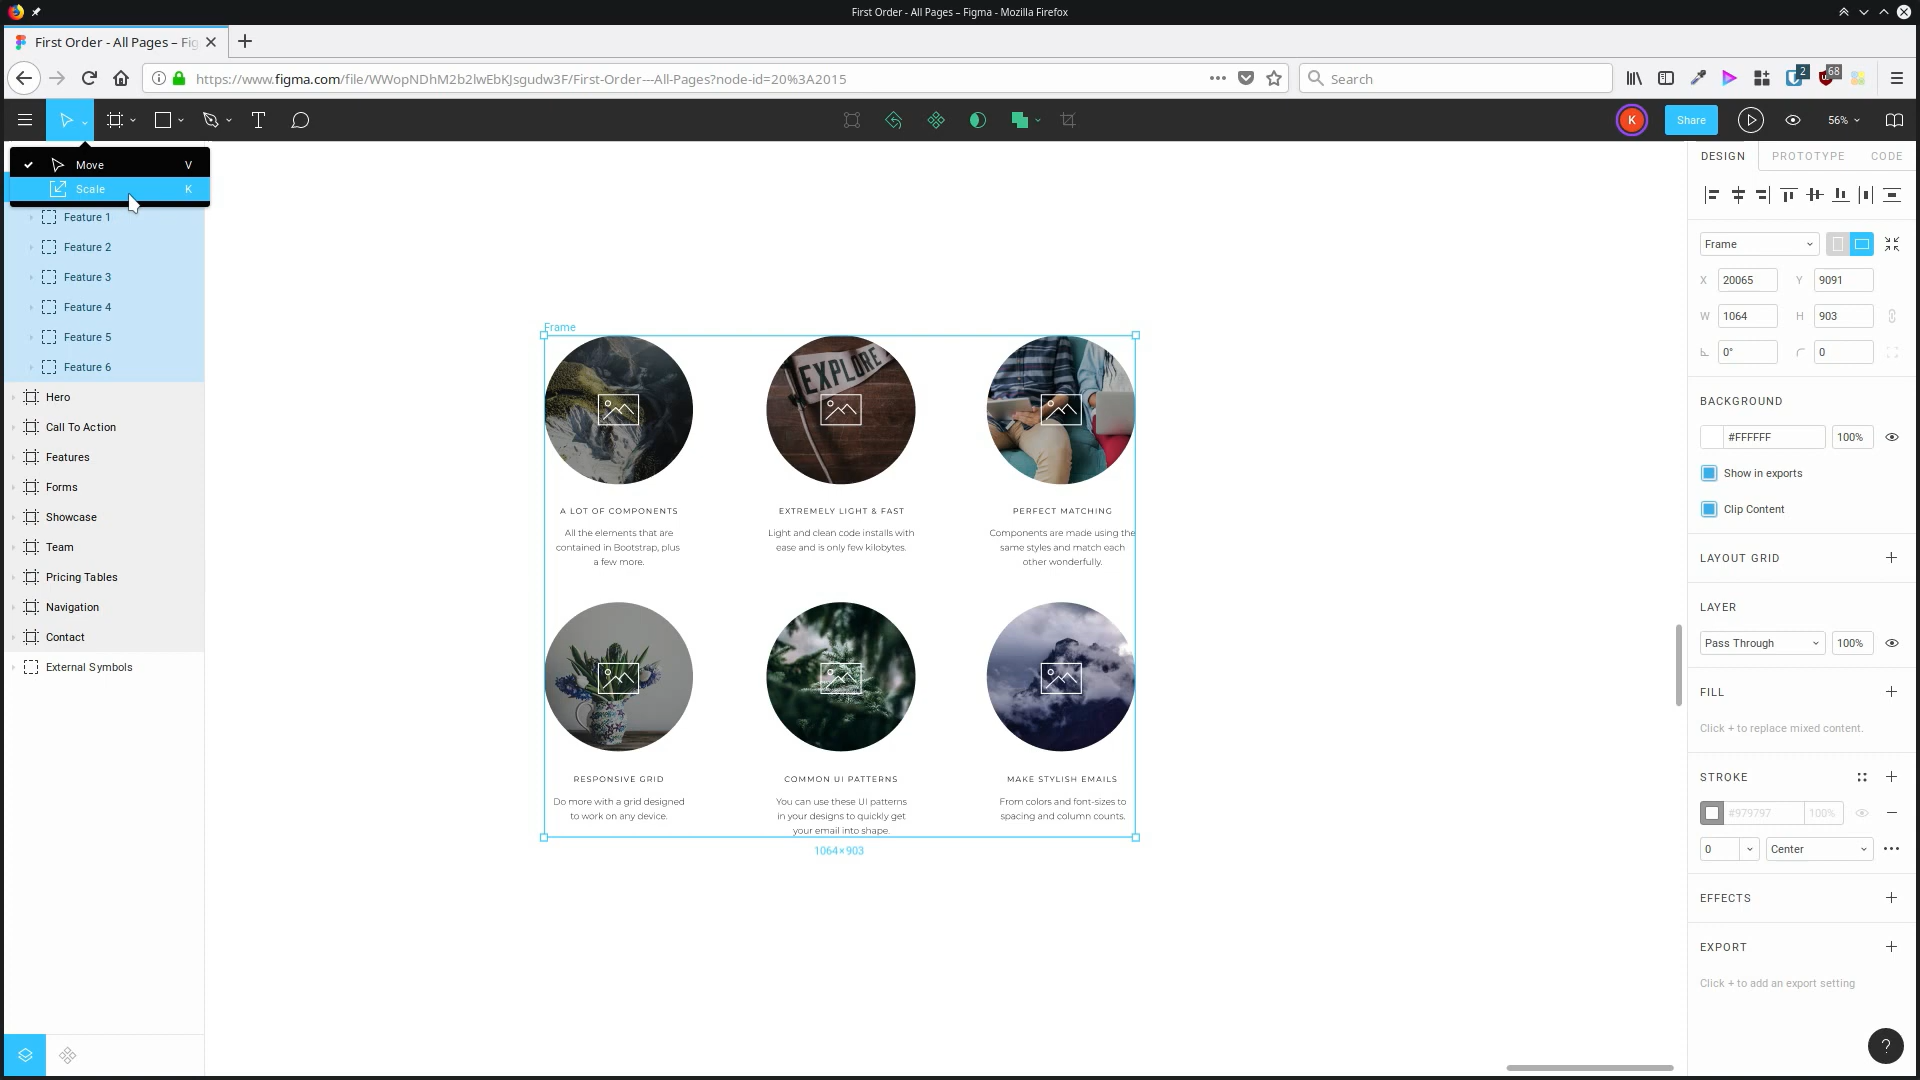 First Order - All Pages – Figma - Mozilla Firefox
First Order - All Pages – Fig
https://www.figma.com/file/WWopNDhM2b2lwEbKJsgudw3F/First-Order---All-Pages?node-id=20%3A2015
Search
2
68
K
Share
56%
Move V
Scale K
Feature 1
Feature 2
Feature 3
Feature 4
Feature 5
Feature 6
Hero
Call To Action
Features
Forms
Showcase
Team
Pricing Tables
Navigation
Contact
External Symbols
Frame
EXPLORE
A LOT OF COMPONENTS
All the elements that are
contained in Bootstrap, plus
a few more.
EXTREMELY LIGHT & FAST
Light and clean code installs with
ease and is only few kilobytes.
PERFECT MATCHING
Components are made using the
same styles and match each
other wonderfully.
RESPONSIVE GRID
Do more with a grid designed
to work on any device.
COMMON UI PATTERNS
You can use these UI patterns
in your designs to quickly get
your email into shape.
MAKE STYLISH EMAILS
From colors and font-sizes to
spacing and column counts.
1064×903
DESIGN PROTOTYPE CODE
Frame
X 20065 Y 9091
W 1064 H 903
0° 0
BACKGROUND
#FFFFFF 100%
Show in exports
Clip Content
LAYOUT GRID
LAYER
Pass Through 100%
FILL
Click + to replace mixed content.
STROKE
#979797 100%
0 Center
EFFECTS
EXPORT
Click + to add an export setting
?